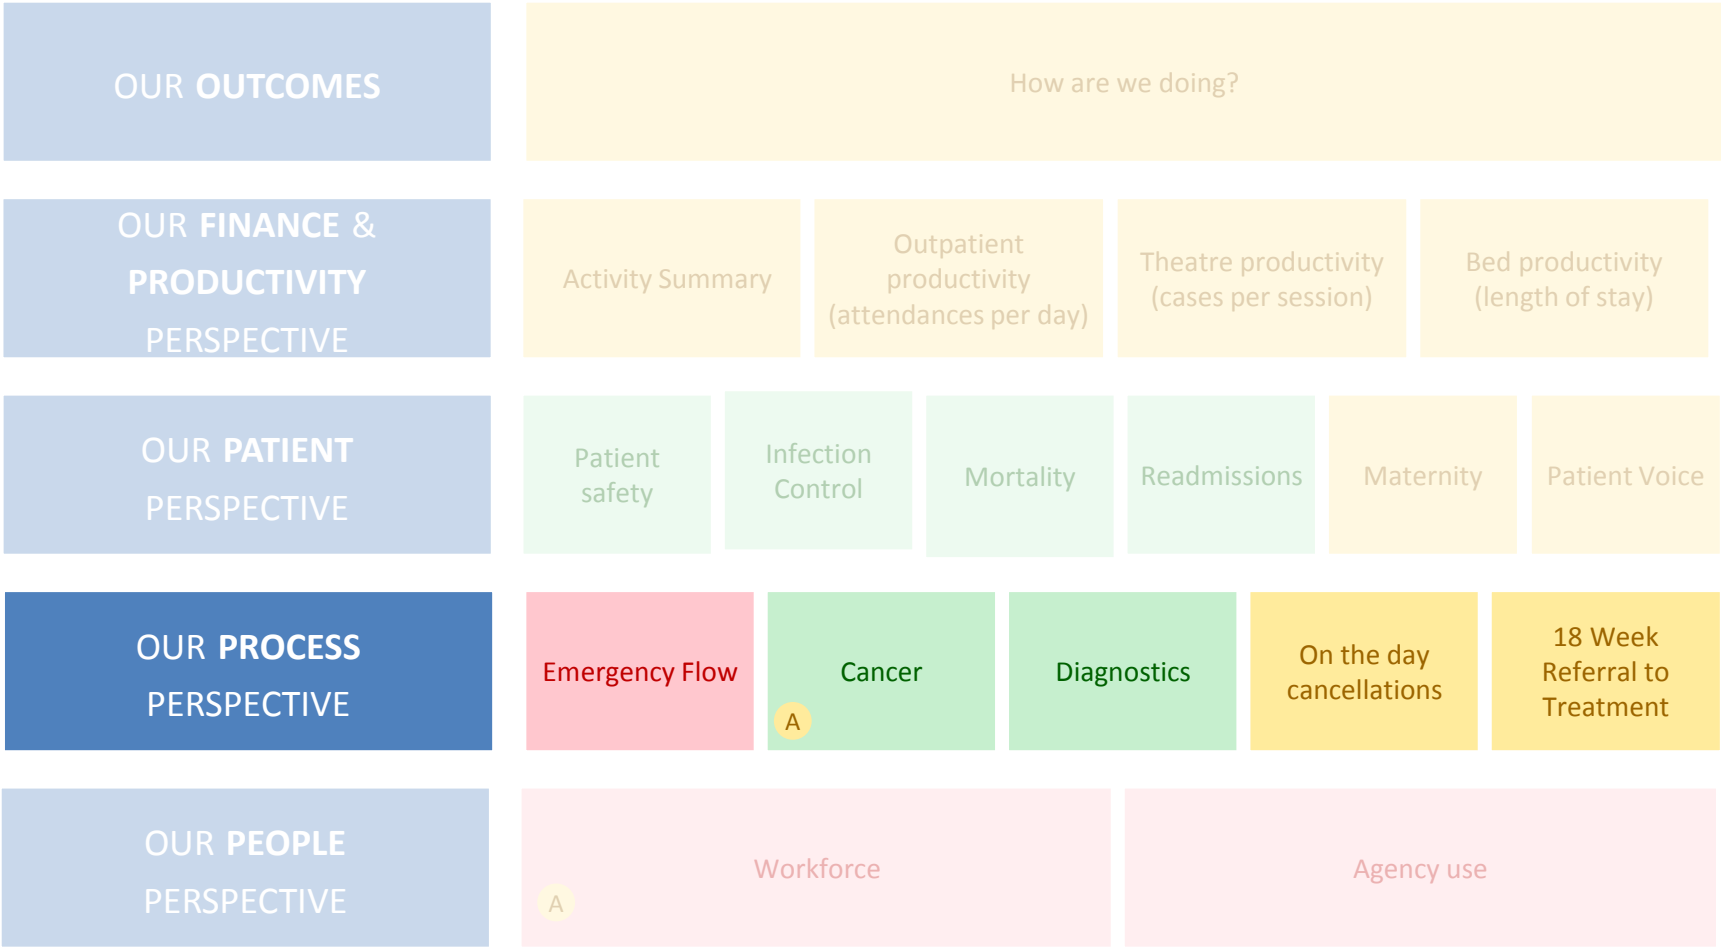 OUR OUTCOMES
How are we doing?
OUR FINANCE &
PRODUCTIVITY
PERSPECTIVE
Activity Summary
Outpatient
productivity
(attendances per day)
Theatre productivity
(cases per session)
Bed productivity
(length of stay)
OUR PATIENT
PERSPECTIVE
Patient
safety
Infection
Control
Mortality
Readmissions
Maternity
Patient Voice
OUR PROCESS
PERSPECTIVE
Emergency Flow
Cancer
A
Diagnostics
On the day
cancellations
18 Week
Referral to
Treatment
OUR PEOPLE
PERSPECTIVE
Workforce
A
Agency use